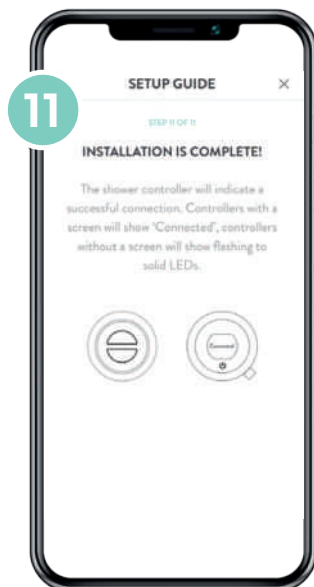 11
SETUP GUIDE ×
STEP 11 OF 11
INSTALLATION IS COMPLETE!
The shower controller will indicate a
successful connection. Controllers with a
screen will show 'Connected', controllers
without a screen will show flashing to
solid LEDs.
Connected